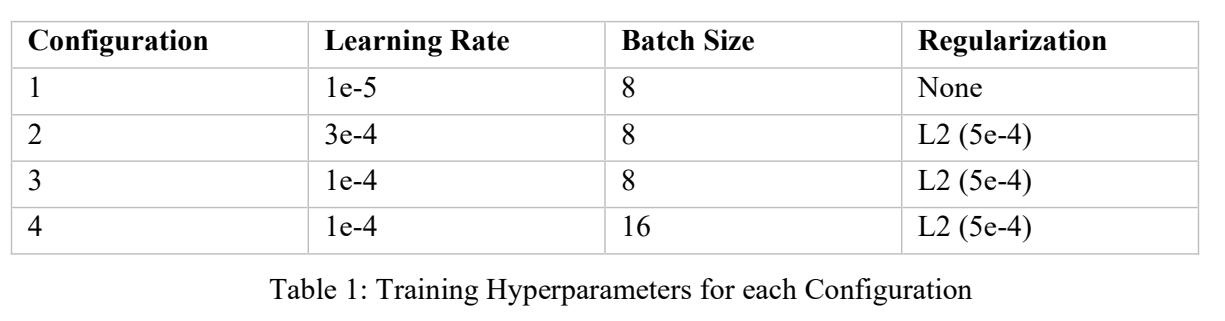 Configuration Learning Rate Batch Size Regularization
1 1e-5 8 None
2 3e-4 8 L2 (5e-4)
3 1e-4 8 L2 (5e-4)
4 1e-4 16 L2 (5e-4)
Table 1: Training Hyperparameters for each Configuration